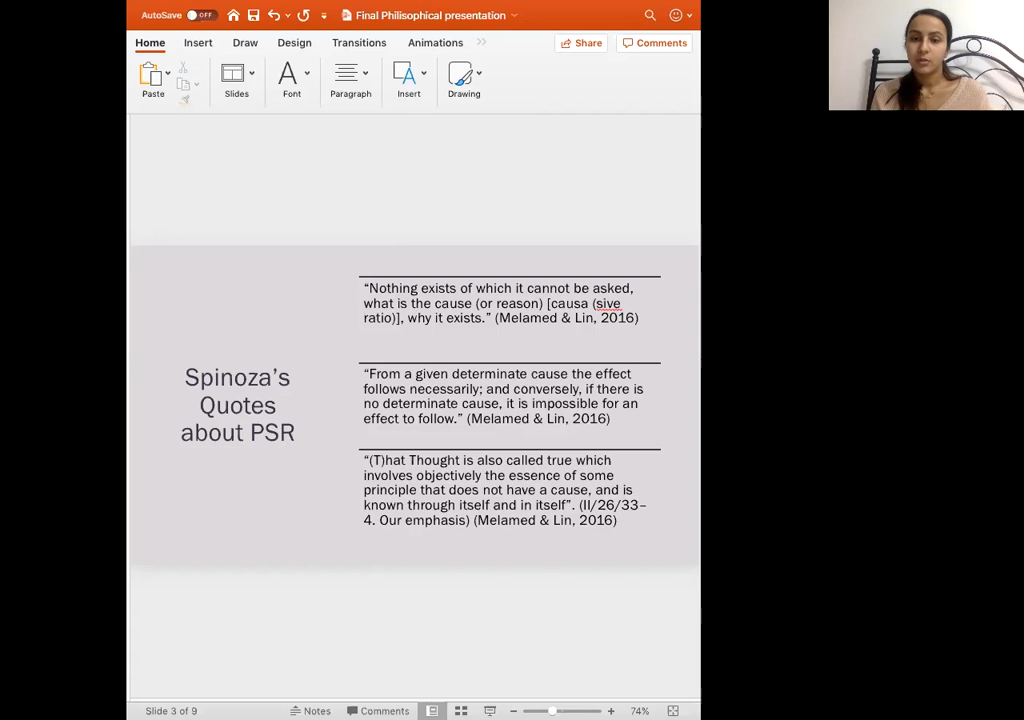 AutoSave OFF Final Philisophical presentation
Home Insert Draw Design Transitions Animations Share Comments
Paste Slides Font Paragraph Insert Drawing
Spinoza’s
Quotes
about PSR
“Nothing exists of which it cannot be asked,
what is the cause (or reason) [causa (sive
ratio)], why it exists.” (Melamed & Lin, 2016)
“From a given determinate cause the effect
follows necessarily; and conversely, if there is
no determinate cause, it is impossible for an
effect to follow.” (Melamed & Lin, 2016)
“(T)hat Thought is also called true which
involves objectively the essence of some
principle that does not have a cause, and is
known through itself and in itself”. (II/26/33–
4. Our emphasis) (Melamed & Lin, 2016)
Slide 3 of 9 Notes Comments 74%